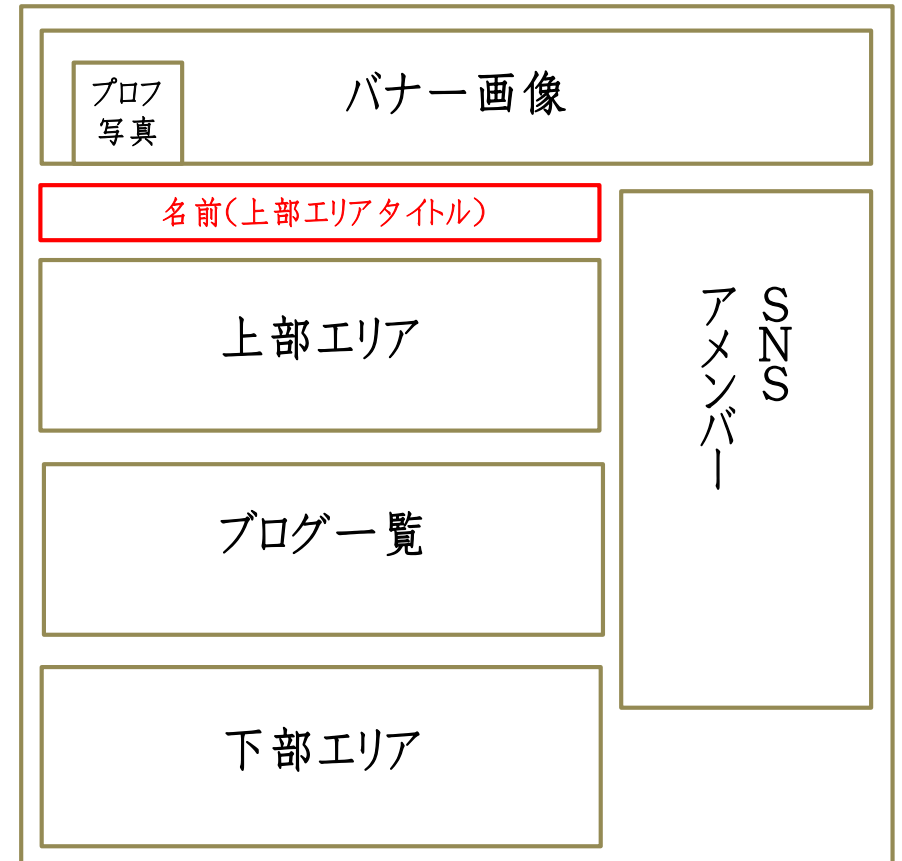 バナー画像
プロフ
写真
名前(上部エリアタイトル)
上部エリア
SNS
アメンバー
ブログ一覧
下部エリア